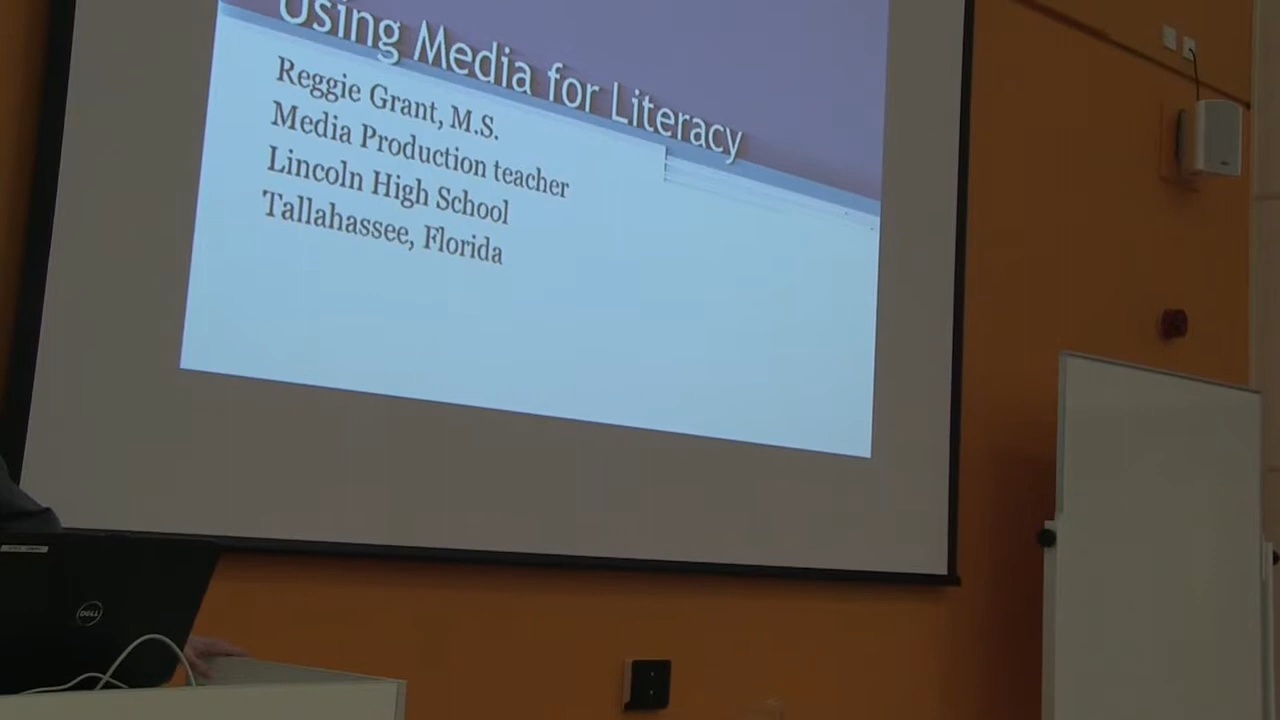 Using Media for Literacy
Reggie Grant, M.S.
Media Production teacher
Lincoln High School
Tallahassee, Florida
DELL